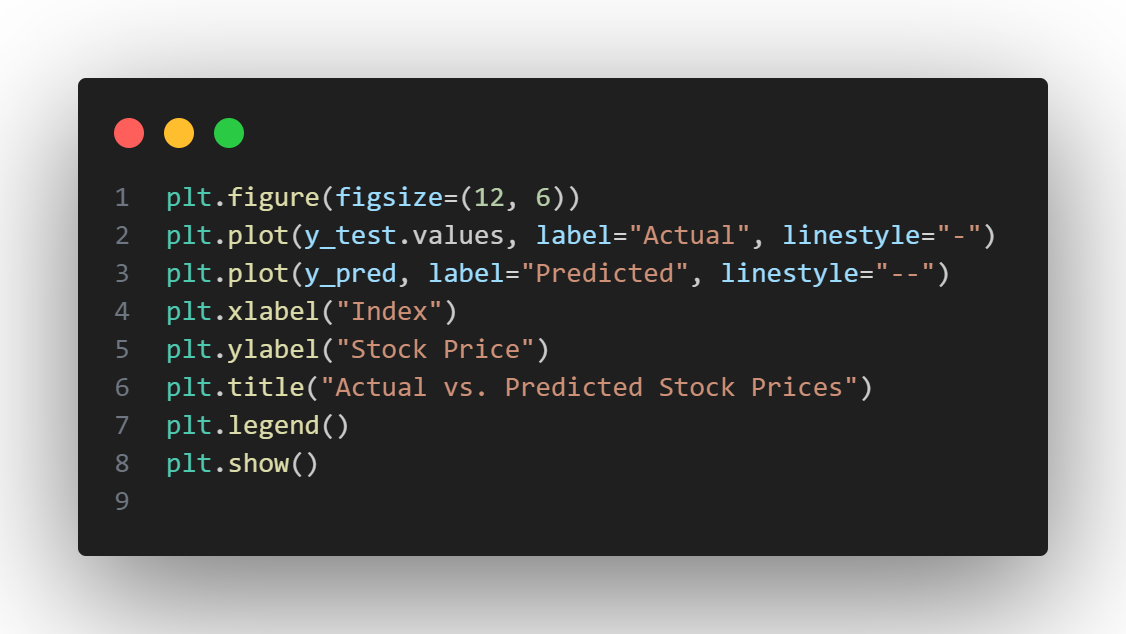 1 plt.figure(figsize=(12, 6))
2 plt.plot(y_test.values, label="Actual", linestyle="-")
3 plt.plot(y_pred, label="Predicted", linestyle="--")
4 plt.xlabel("Index")
5 plt.ylabel("Stock Price")
6 plt.title("Actual vs. Predicted Stock Prices")
7 plt.legend()
8 plt.show()
9